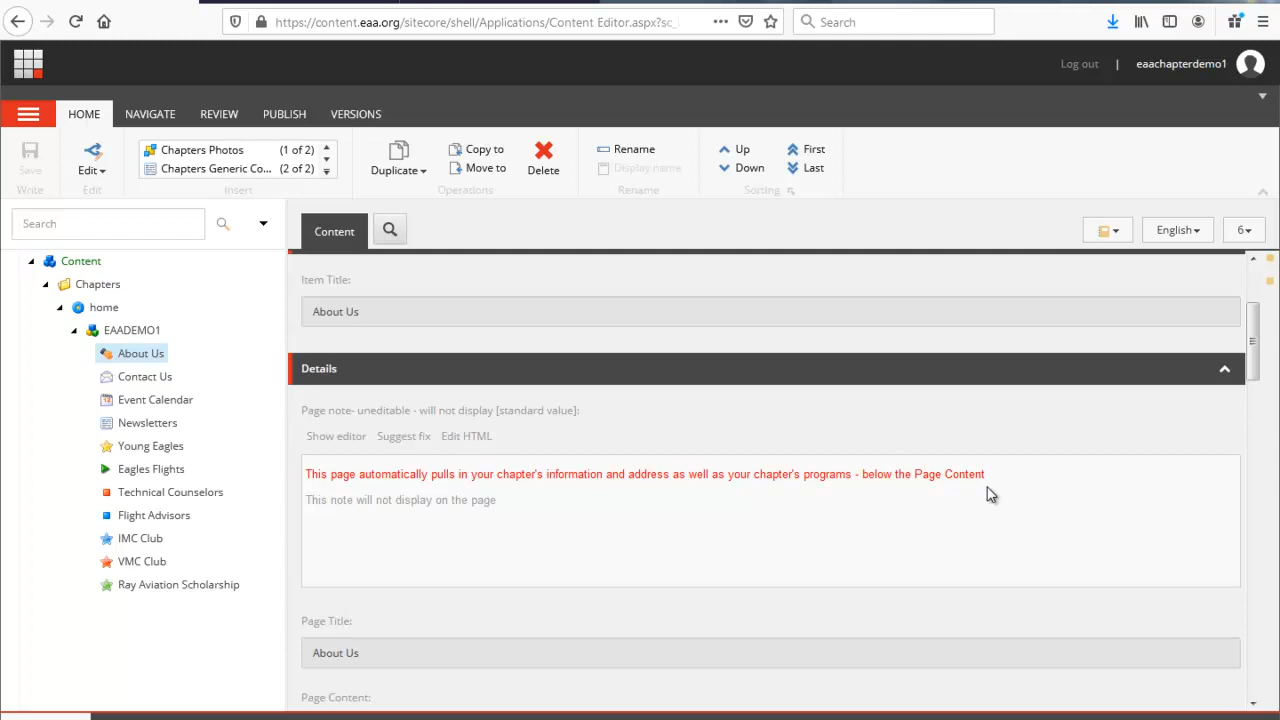 https://content.eaa.org/sitecore/shell/Applications/Content Editor.aspx?sc_
Search
Log out | eaachapterdemo1
HOME NAVIGATE REVIEW PUBLISH VERSIONS
Save
Write
Edit
Edit
Chapters Photos (1 of 2)
Chapters Generic Co... (2 of 2)
Insert
Duplicate
Copy to
Move to
Delete
Operations
Rename
Display name
Rename
Up First
Down Last
Sorting
Search
Content
English
6
Content
Chapters
home
EAADEMO1
About Us
Contact Us
Event Calendar
12
Newsletters
Young Eagles
Eagles Flights
Technical Counselors
Flight Advisors
IMC Club
VMC Club
Ray Aviation Scholarship
Item Title:
About Us
Details
Page note- uneditable - will not display [standard value]:
Show editor Suggest fix Edit HTML
This page automatically pulls in your chapter's information and address as well as your chapter's programs - below the Page Content
This note will not display on the page
Page Title:
About Us
Page Content: